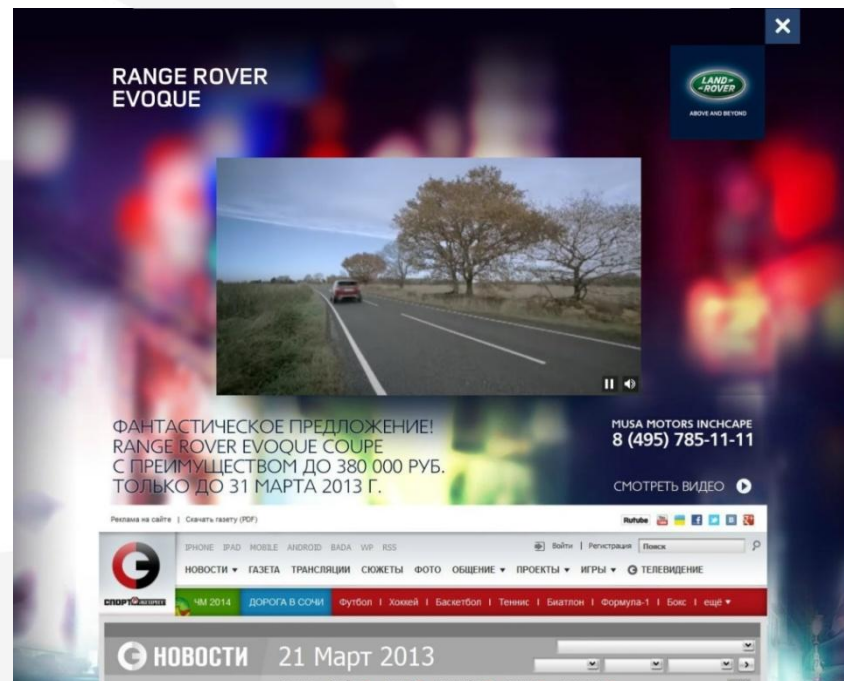 RANGE ROVER
EVOQUE
LAND-
-ROVER
ABOVE AND BEYOND
ФАНТАСТИЧЕСКОЕ ПРЕДЛОЖЕНИЕ!
RANGE ROVER EVOQUE COUPE
С ПРЕИМУЩЕСТВОМ ДО 380 000 РУБ.
ТОЛЬКО ДО 31 МАРТА 2013 Г.
MUSA MOTORS INCHCAPE
8 (495) 785-11-11
СМОТРЕТЬ ВИДЕО
Реклама на сайте | Скачать газету (PDF)
Rutube
IPHONE IPAD MOBILE ANDROID BADA WP RSS
Войти | Регистрация Поиск
НОВОСТИ ГАЗЕТА ТРАНСЛЯЦИИ СЮЖЕТЫ ФОТО ОБЩЕНИЕ ПРОЕКТЫ ИГРЫ ТЕЛЕВИДЕНИЕ
СПОРТ ЭКСПРЕСС
ЧМ 2014 ДОРОГА В СОЧИ Футбол | Хоккей | Баскетбол | Теннис | Биатлон | Формула-1 | Бокс | ещё
НОВОСТИ 21 Март 2013